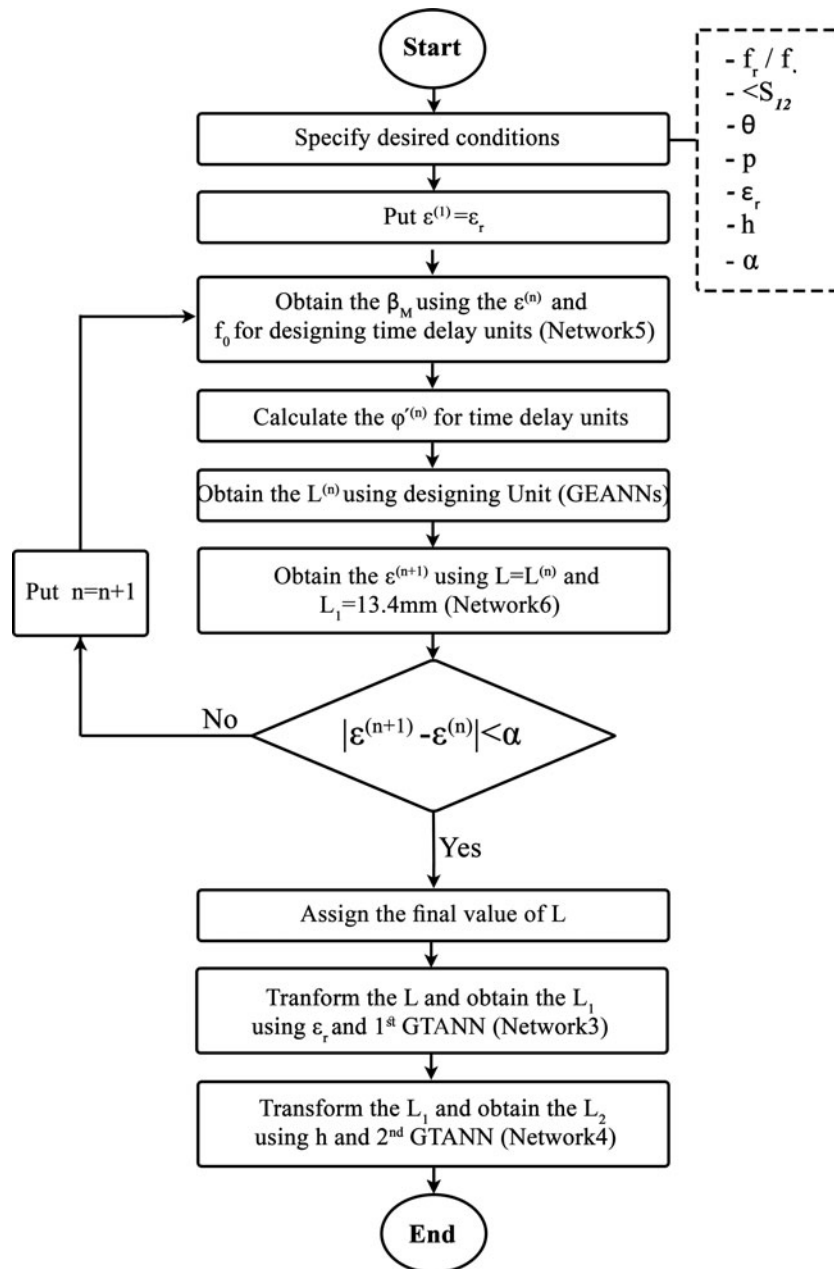 Start
Specify desired conditions
- f_r / f_.
- <S_12
- θ
- p
- ε_r
- h
- α
Put ε^(1)=ε_r
Obtain the β_M using the ε^(n) and
f_0 for designing time delay units (Network5)
Calculate the φ′^(n) for time delay units
Obtain the L^(n) using designing Unit (GEANNs)
Obtain the ε^(n+1) using L=L^(n) and
L_1=13.4mm (Network6)
Put n=n+1
No
|ε^(n+1) -ε^(n)|<α
Yes
Assign the final value of L
Tranform the L and obtain the L_1
using ε_r and 1^st GTANN (Network3)
Transform the L_1 and obtain the L_2
using h and 2^nd GTANN (Network4)
End